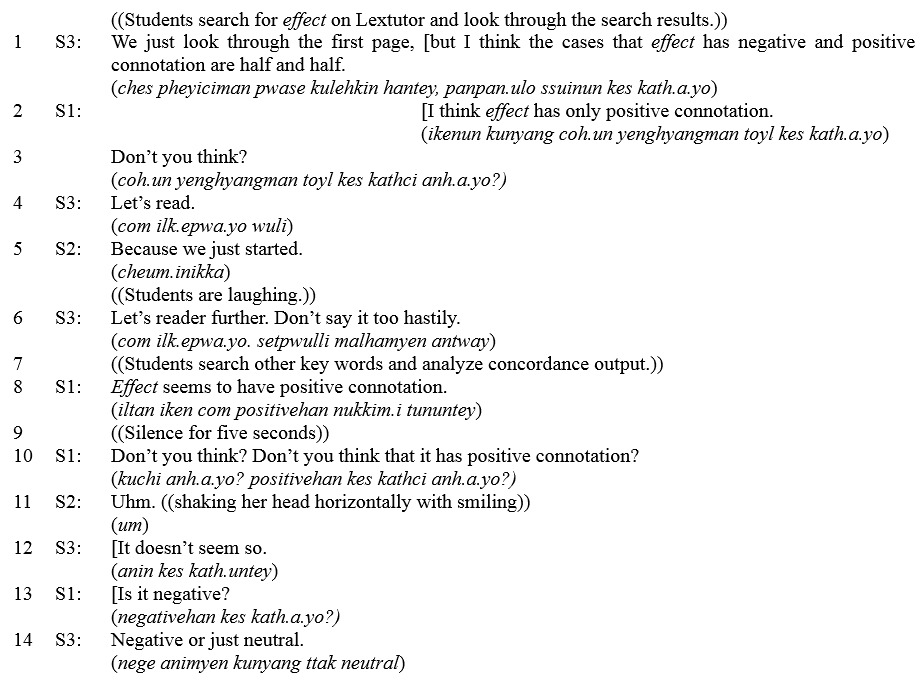 ((Students search for effect on Lextutor and look through the search results.))
1 S3: We just look through the first page, [but I think the cases that effect has negative and positive
connotation are half and half.
(ches pheyiciman pwase kulehkin hantey, panpan.ulo ssuinun kes kath.a.yo)
2 S1: [I think effect has only positive connotation.
(ikenun kunyang coh.un yenghyangman toyl kes kath.a.yo)
3 Don't you think?
(coh.un yenghyangman toyl kes kathci anh.a.yo?)
4 S3: Let's read.
(com ilk.epwa.yo wuli)
5 S2: Because we just started.
(cheum.inikka)
((Students are laughing.))
6 S3: Let's reader further. Don't say it too hastily.
(com ilk.epwa.yo. setpwulli malhamyen antway)
7 ((Students search other key words and analyze concordance output.))
8 S1: Effect seems to have positive connotation.
(iltan iken com positivehan nukkim.i tununtey)
9 ((Silence for five seconds))
10 S1: Don't you think? Don't you think that it has positive connotation?
(kuchi anh.a.yo? positivehan kes kathci anh.a.yo?)
11 S2: Uhm. ((shaking her head horizontally with smiling))
(um)
12 S3: [It doesn't seem so.
(anin kes kath.untey)
13 S1: [Is it negative?
(negativehan kes kath.a.yo?)
14 S3: Negative or just neutral.
(nege animyen kunyang ttak neutral)